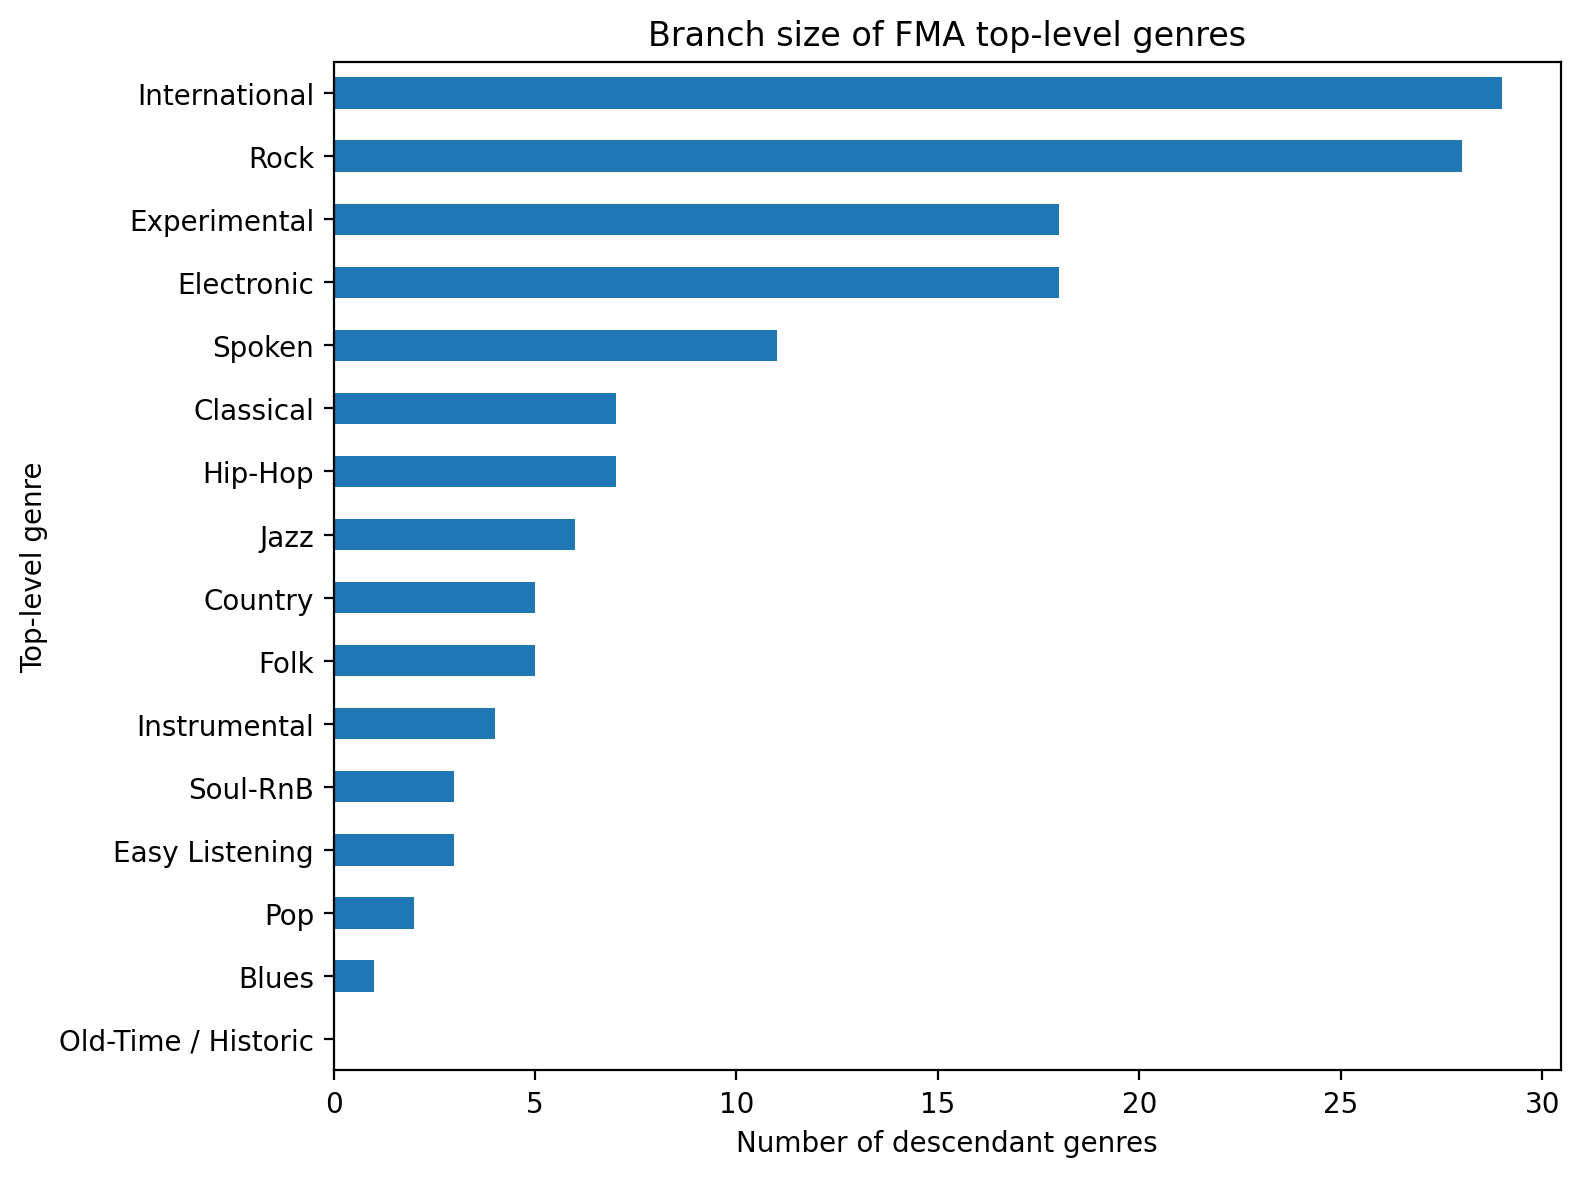 Branch size of FMA top-level genres
Top-level genre
International
Rock
Experimental
Electronic
Spoken
Classical
Hip-Hop
Jazz
Country
Folk
Instrumental
Soul-RnB
Easy Listening
Pop
Blues
Old-Time / Historic
0 5 10 15 20 25 30
Number of descendant genres